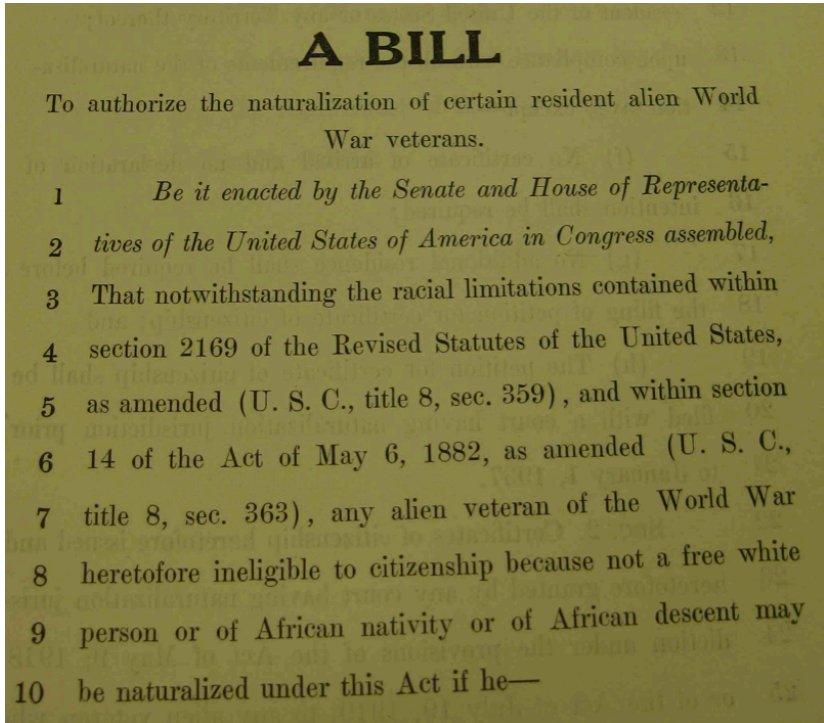 A BILL
To authorize the naturalization of certain resident alien World
War veterans.
1 Be it enacted by the Senate and House of Representa-
2 tives of the United States of America in Congress assembled,
3 That notwithstanding the racial limitations contained within
4 section 2169 of the Revised Statutes of the United States,
5 as amended (U. S. C., title 8, sec. 359), and within section
6 14 of the Act of May 6, 1882, as amended (U. S. C.,
7 title 8, sec. 363), any alien veteran of the World War
8 heretofore ineligible to citizenship because not a free white
9 person or of African nativity or of African descent may
10 be naturalized under this Act if he—